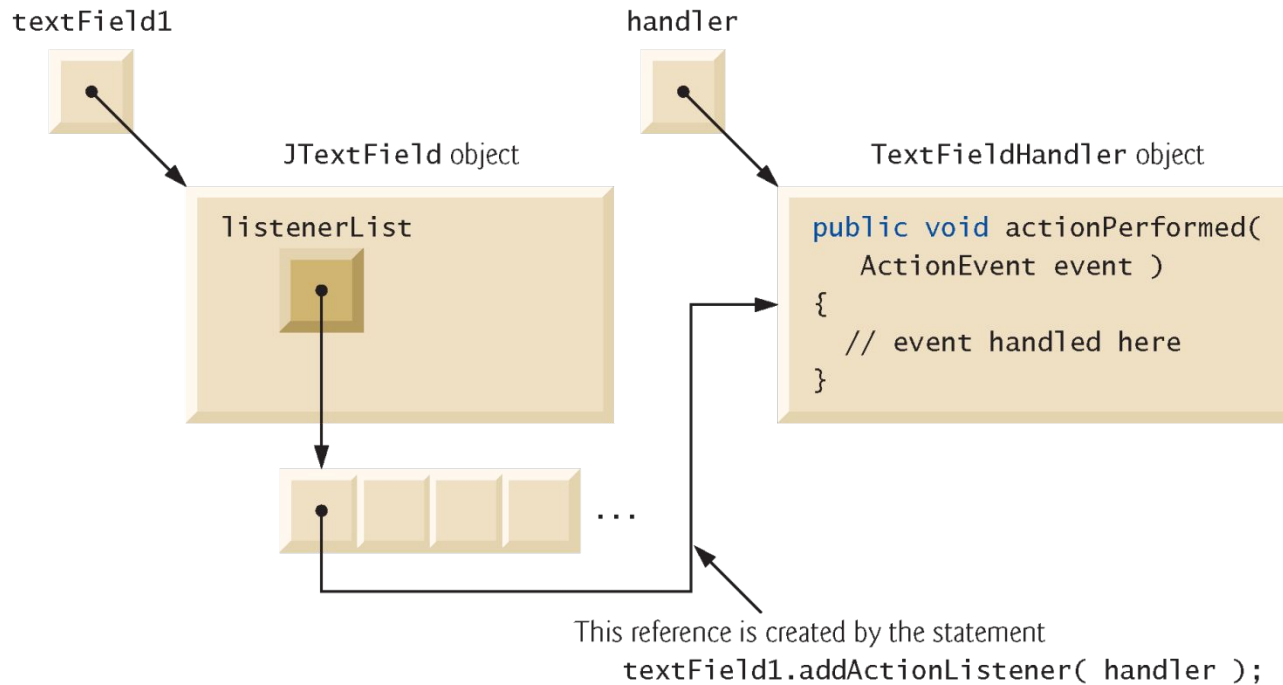 textField1
handler
JTextField object
TextFieldHandler object
listenerList
public void actionPerformed(
ActionEvent event )
{
// event handled here
}
...
This reference is created by the statement
textField1.addActionListener( handler );